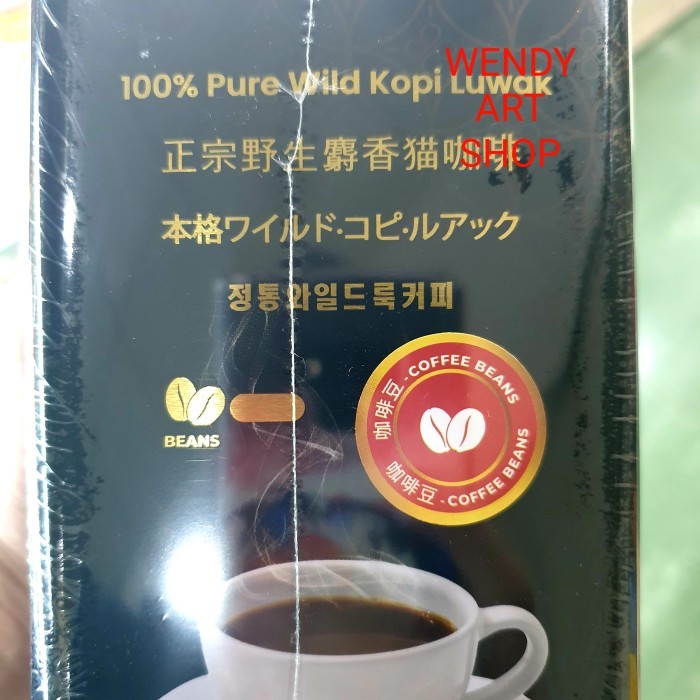 100% Pure Wild Kopi Luwak
WENDY
ART
SHOP
正宗野生麝香猫咖啡
本格ワイルド·コピ·ルアック
정통와일드룩커피
BEANS
咖啡豆 - COFFEE BEANS
咖啡豆 - COFFEE BEANS